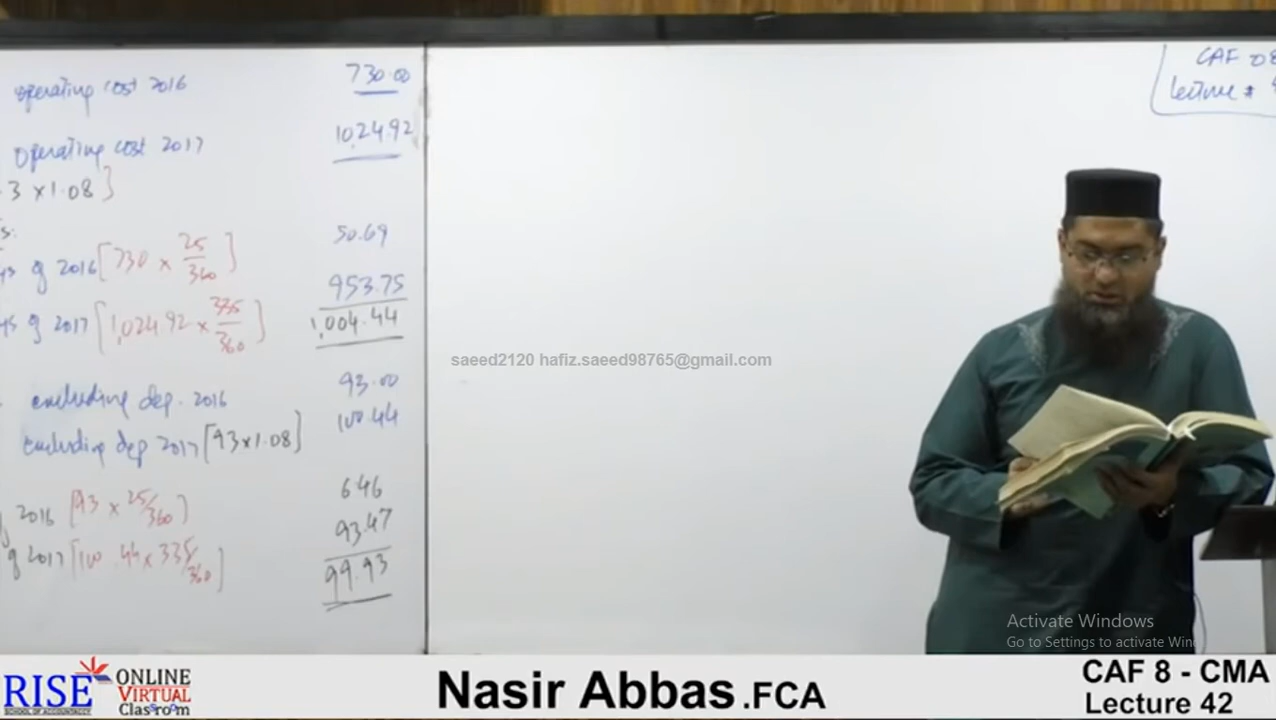 operating cost 2016 730.00
operating cost 2017 1,024.92
3 x 1.08]
s:
50.69
g 2016 [730 x 25/360]
953.75
g 2017 [1,024.92 x 335/360]
1,004.44
excluding dep. 2016 93.00
excluding dep 2017 [93x1.08] 100.44
2016 [93 x 25/360] 6.46
g 2017 [100.44 x 335/360] 93.47
99.93
CAF 08
Lecture #
saeed2120 hafiz.saeed98765@gmail.com
Activate Windows
Go to Settings to activate Win
RISE
SCHOOL OF ACCOUNTANCY
ONLINE
VIRTUAL
Classroom
Nasir Abbas .FCA
CAF 8 - CMA
Lecture 42